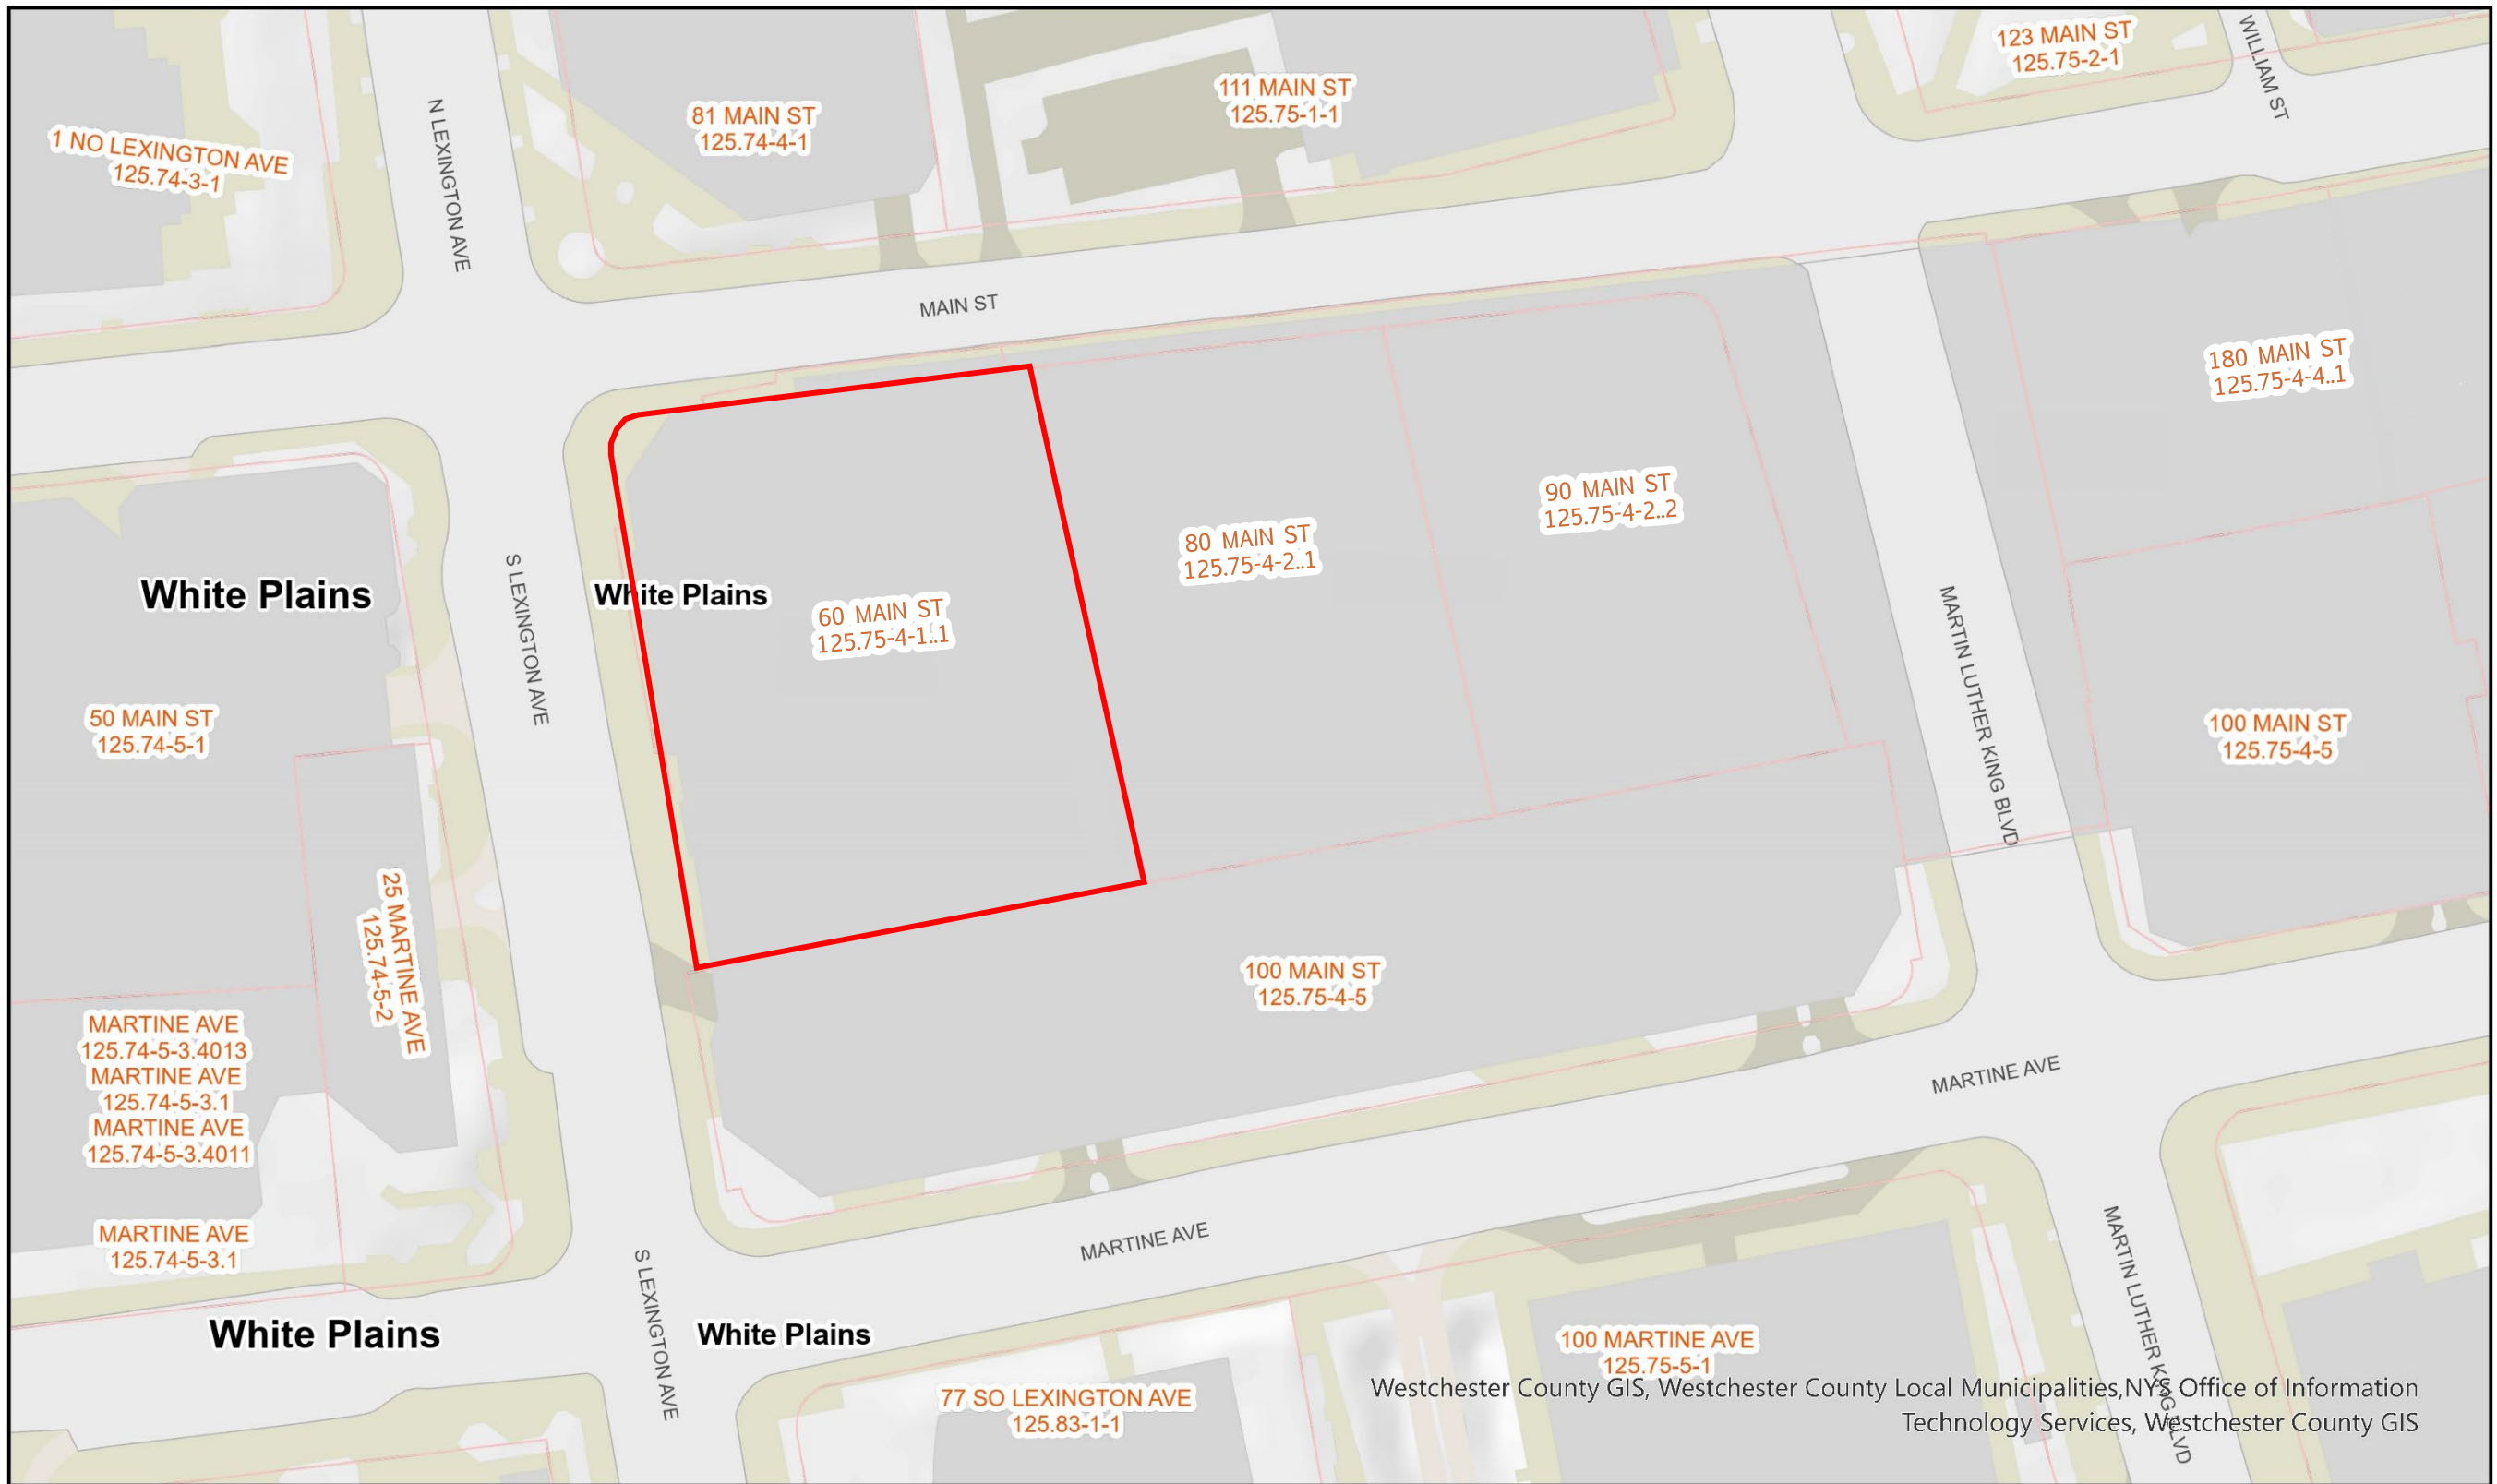 123 MAIN ST
125.75-2-1
WILLIAM ST
111 MAIN ST
125.75-1-1
81 MAIN ST
125.74-4-1
1 NO LEXINGTON AVE
125.74-3-1
N LEXINGTON AVE
MAIN ST
180 MAIN ST
125.75-4-4..1
90 MAIN ST
125.75-4-2..2
80 MAIN ST
125.75-4-2..1
60 MAIN ST
125.75-4-1..1
White Plains
White Plains
S LEXINGTON AVE
MARTIN LUTHER KING BLVD
50 MAIN ST
125.74-5-1
100 MAIN ST
125.75-4-5
25 MARTINE AVE
125.74-5-2
100 MAIN ST
125.75-4-5
MARTINE AVE
125.74-5-3.4013
MARTINE AVE
125.74-5-3.1
MARTINE AVE
125.74-5-3.4011
MARTINE AVE
MARTINE AVE
125.74-5-3.1
MARTINE AVE
S LEXINGTON AVE
MARTIN LUTHER KING BLVD
White Plains
White Plains
100 MARTINE AVE
125.75-5-1
77 SO LEXINGTON AVE
125.83-1-1
Westchester County GIS, Westchester County Local Municipalities,NYS Office of Information
Technology Services, Westchester County GIS